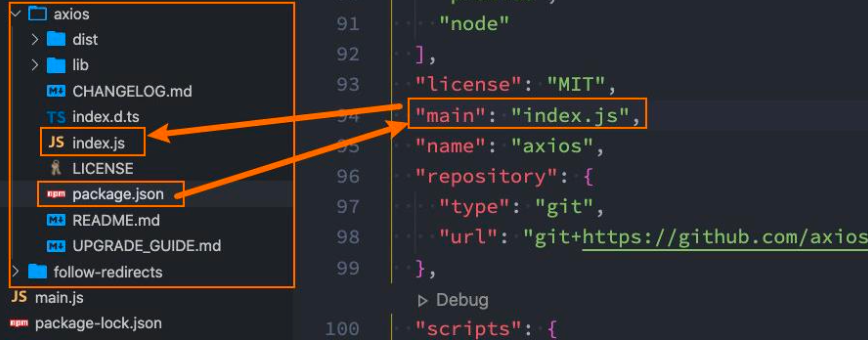 axios
dist
lib
CHANGELOG.md
TS index.d.ts
JS index.js
LICENSE
npm package.json
README.md
UPGRADE_GUIDE.md
follow-redirects
JS main.js
npm package-lock.json
91 "node"
92 ],
93 "license": "MIT",
94 "main": "index.js",
95 "name": "axios",
96 "repository": {
97 "type": "git",
98 "url": "git+https://github.com/axios
99 },
Debug
100 "scripts": {